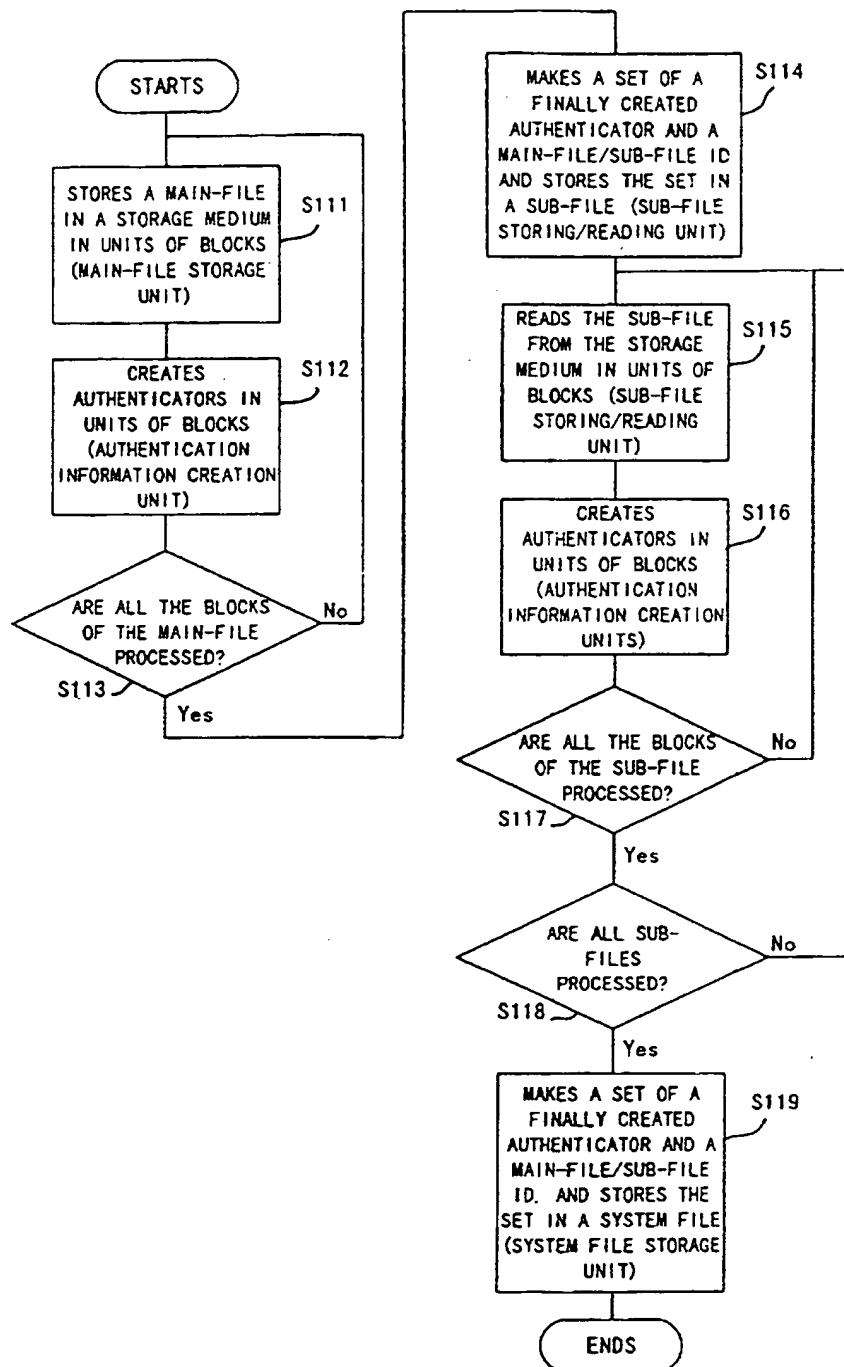 STARTS
STORES A MAIN-FILE
IN A STORAGE MEDIUM
IN UNITS OF BLOCKS
(MAIN-FILE STORAGE
UNIT)
S111
CREATES
AUTHENTICATORS IN
UNITS OF BLOCKS
(AUTHENTICATION
INFORMATION CREATION
UNIT)
S112
ARE ALL THE BLOCKS
OF THE MAIN-FILE
PROCESSED?
No
S113
Yes
MAKES A SET OF A
FINALLY CREATED
AUTHENTICATOR AND A
MAIN-FILE/SUB-FILE ID
AND STORES THE SET IN
A SUB-FILE (SUB-FILE
STORING/READING UNIT)
S114
READS THE SUB-FILE
FROM THE STORAGE
MEDIUM IN UNITS OF
BLOCKS (SUB-FILE
STORING/READING
UNIT)
S115
CREATES
AUTHENTICATORS IN
UNITS OF BLOCKS
(AUTHENTICATION
INFORMATION CREATION
UNITS)
S116
ARE ALL THE BLOCKS
OF THE SUB-FILE
PROCESSED?
No
S117
Yes
ARE ALL SUB-
FILES
PROCESSED?
No
S118
Yes
MAKES A SET OF A
FINALLY CREATED
AUTHENTICATOR AND A
MAIN-FILE/SUB-FILE
ID. AND STORES THE
SET IN A SYSTEM FILE
(SYSTEM FILE STORAGE
UNIT)
S119
ENDS